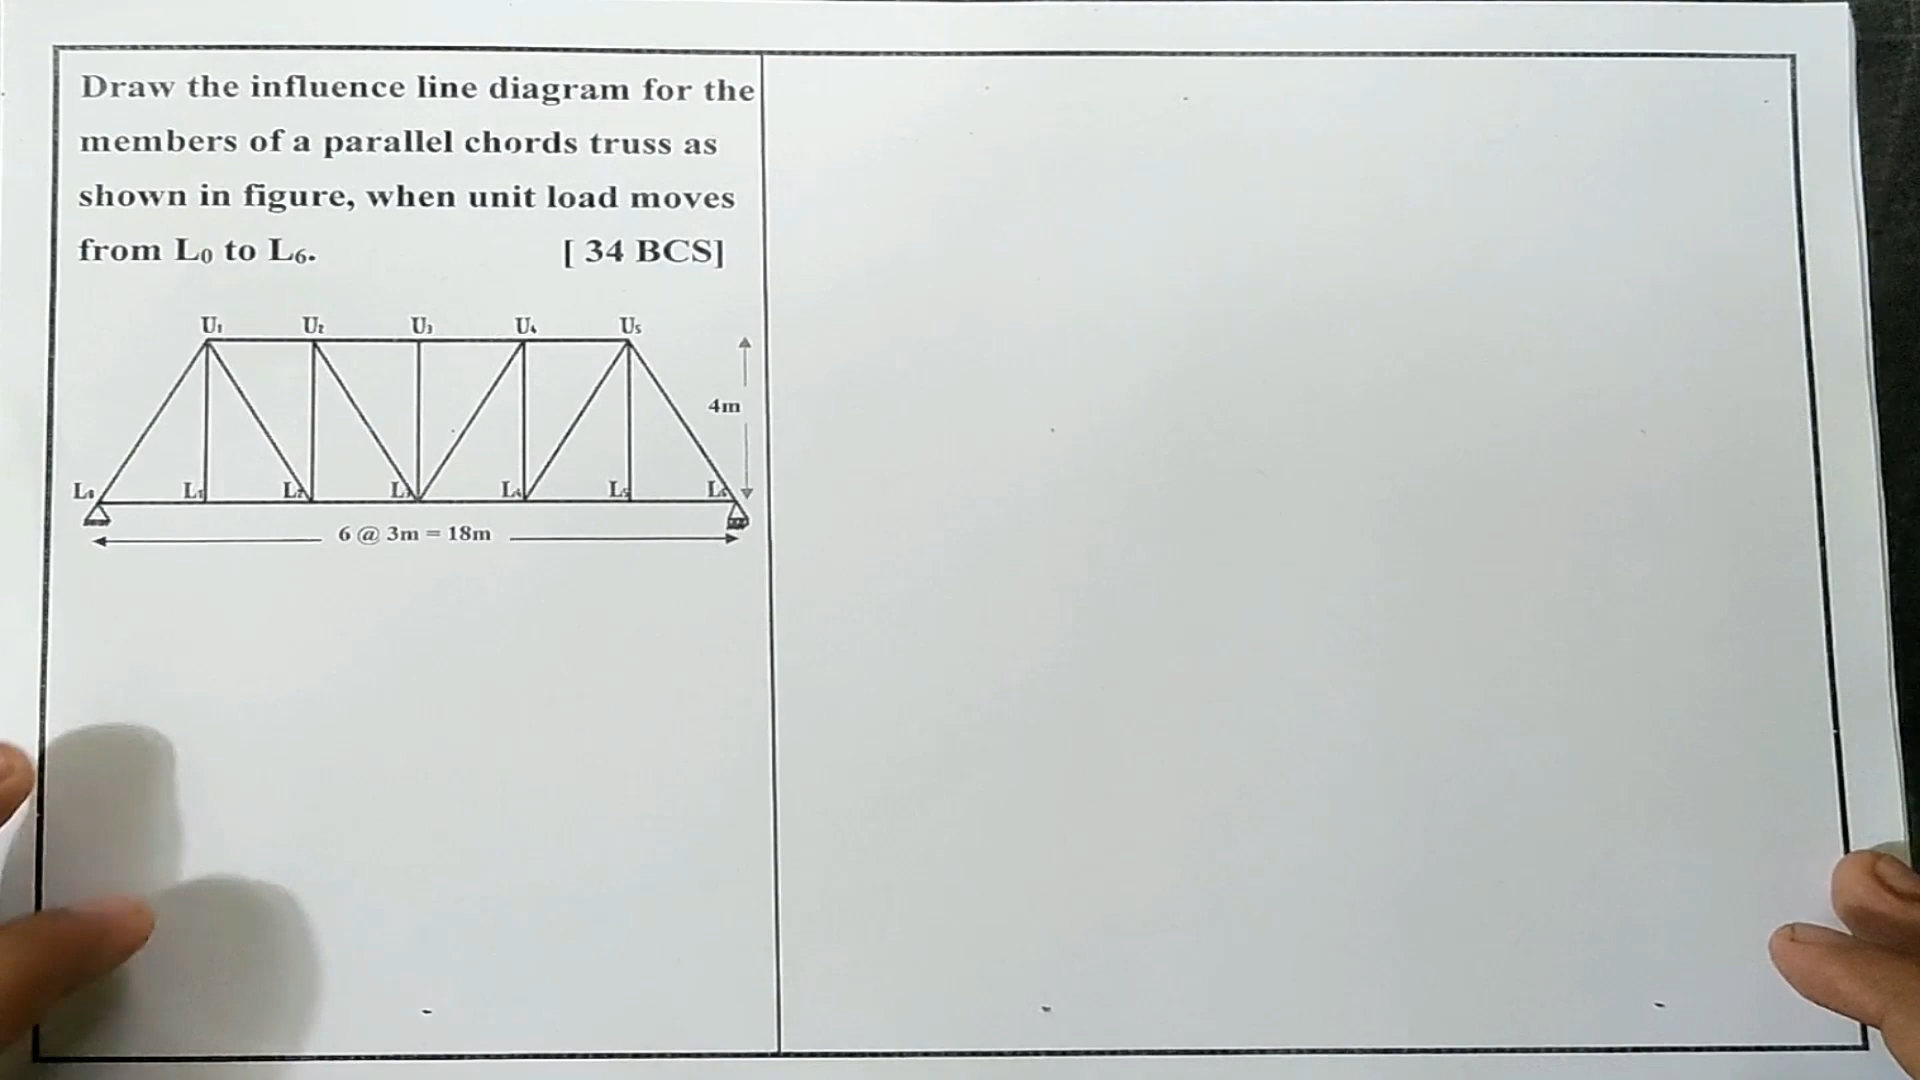 Draw the influence line diagram for the
members of a parallel chords truss as
shown in figure, when unit load moves
from L₀ to L₆. [ 34 BCS]
U₁ U₂ U₃ U₄ U₅
4m
L₀ L₁ L₂ L₃ L₄ L₅ L₆
6 @ 3m = 18m